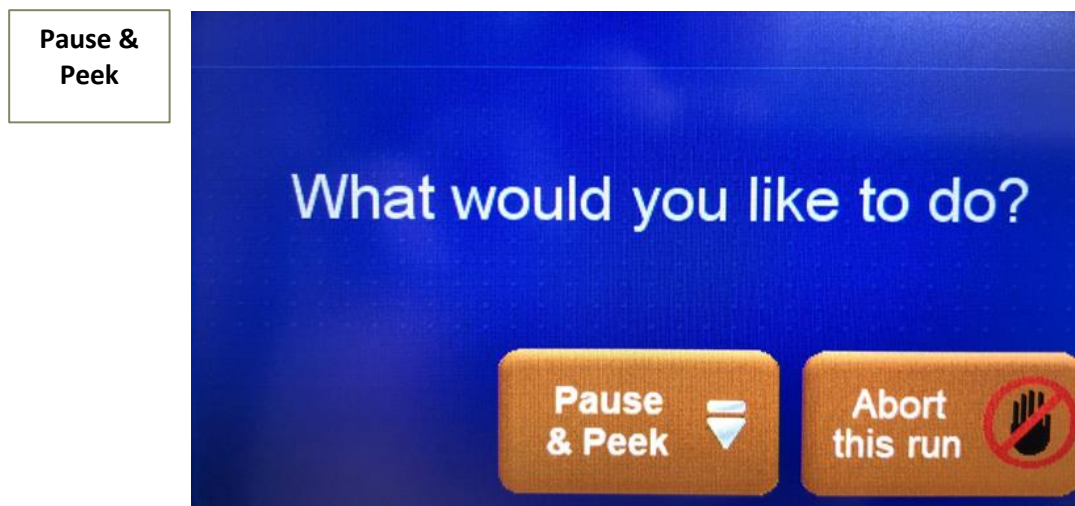 Pause &
Peek
What would you like to do?
Pause
& Peek
Abort
this run